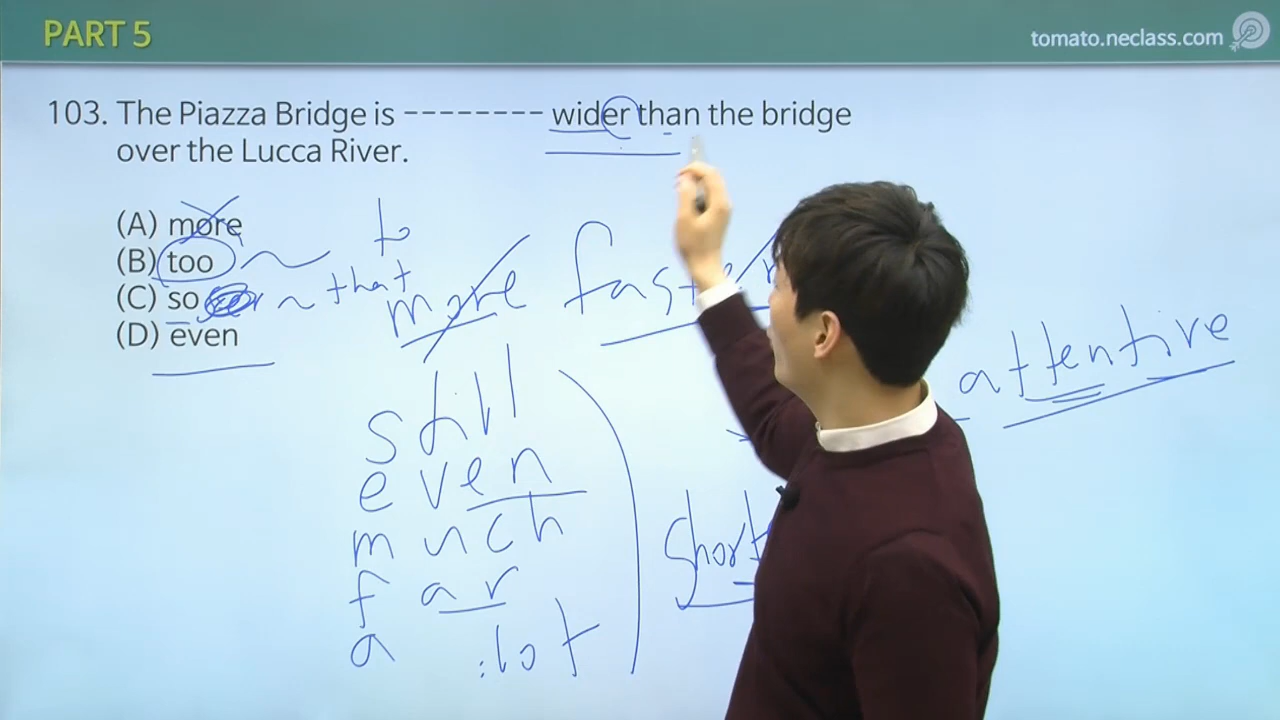 PART 5
tomato.neclass.com
103. The Piazza Bridge is -------- wider than the bridge
over the Lucca River.
(A) more
(B) too ~ to
(C) so ~ that
(D) even
more faster
attentive
still
even
much
far
a lot
short